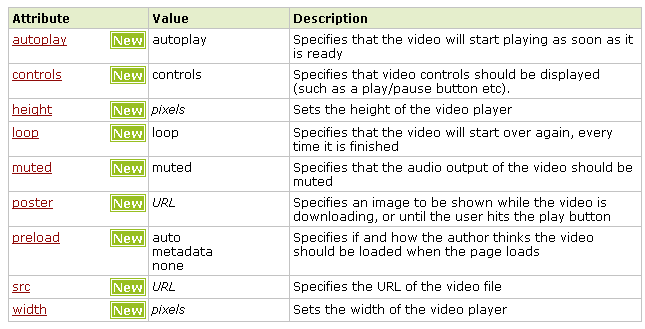 Attribute Value Description
autoplay New autoplay Specifies that the video will start playing as soon as it
is ready
controls New controls Specifies that video controls should be displayed
(such as a play/pause button etc).
height New pixels Sets the height of the video player
loop New loop Specifies that the video will start over again, every
time it is finished
muted New muted Specifies that the audio output of the video should be
muted
poster New URL Specifies an image to be shown while the video is
downloading, or until the user hits the play button
preload New auto Specifies if and how the author thinks the video
metadata should be loaded when the page loads
none
src New URL Specifies the URL of the video file
width New pixels Sets the width of the video player